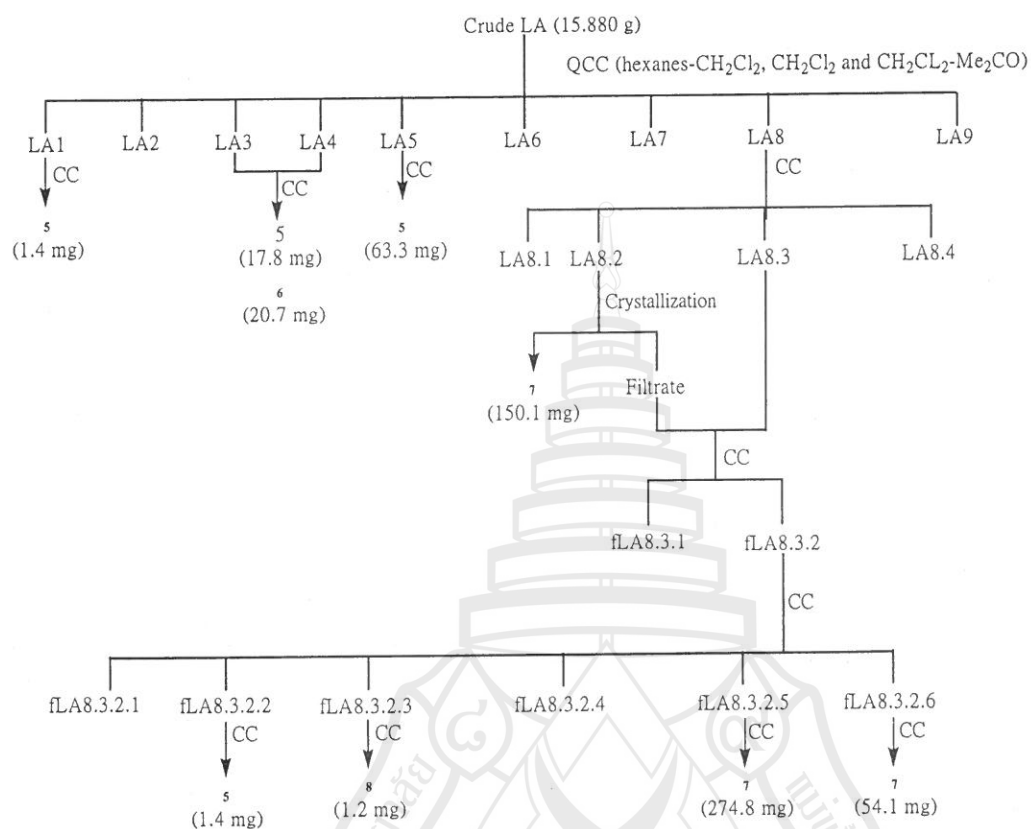 Crude LA (15.880 g)
QCC (hexanes-CH₂Cl₂, CH₂Cl₂ and CH₂CL₂-Me₂CO)
LA1 LA2 LA3 LA4 LA5 LA6 LA7 LA8 LA9
CC CC CC CC
5
(1.4 mg)
5
(17.8 mg)
6
(20.7 mg)
5
(63.3 mg)
LA8.1 LA8.2 LA8.3 LA8.4
Crystallization
7
(150.1 mg)
Filtrate
CC
fLA8.3.1 fLA8.3.2
CC
fLA8.3.2.1 fLA8.3.2.2 fLA8.3.2.3 fLA8.3.2.4 fLA8.3.2.5 fLA8.3.2.6
CC CC CC CC
5
(1.4 mg)
8
(1.2 mg)
7
(274.8 mg)
7
(54.1 mg)